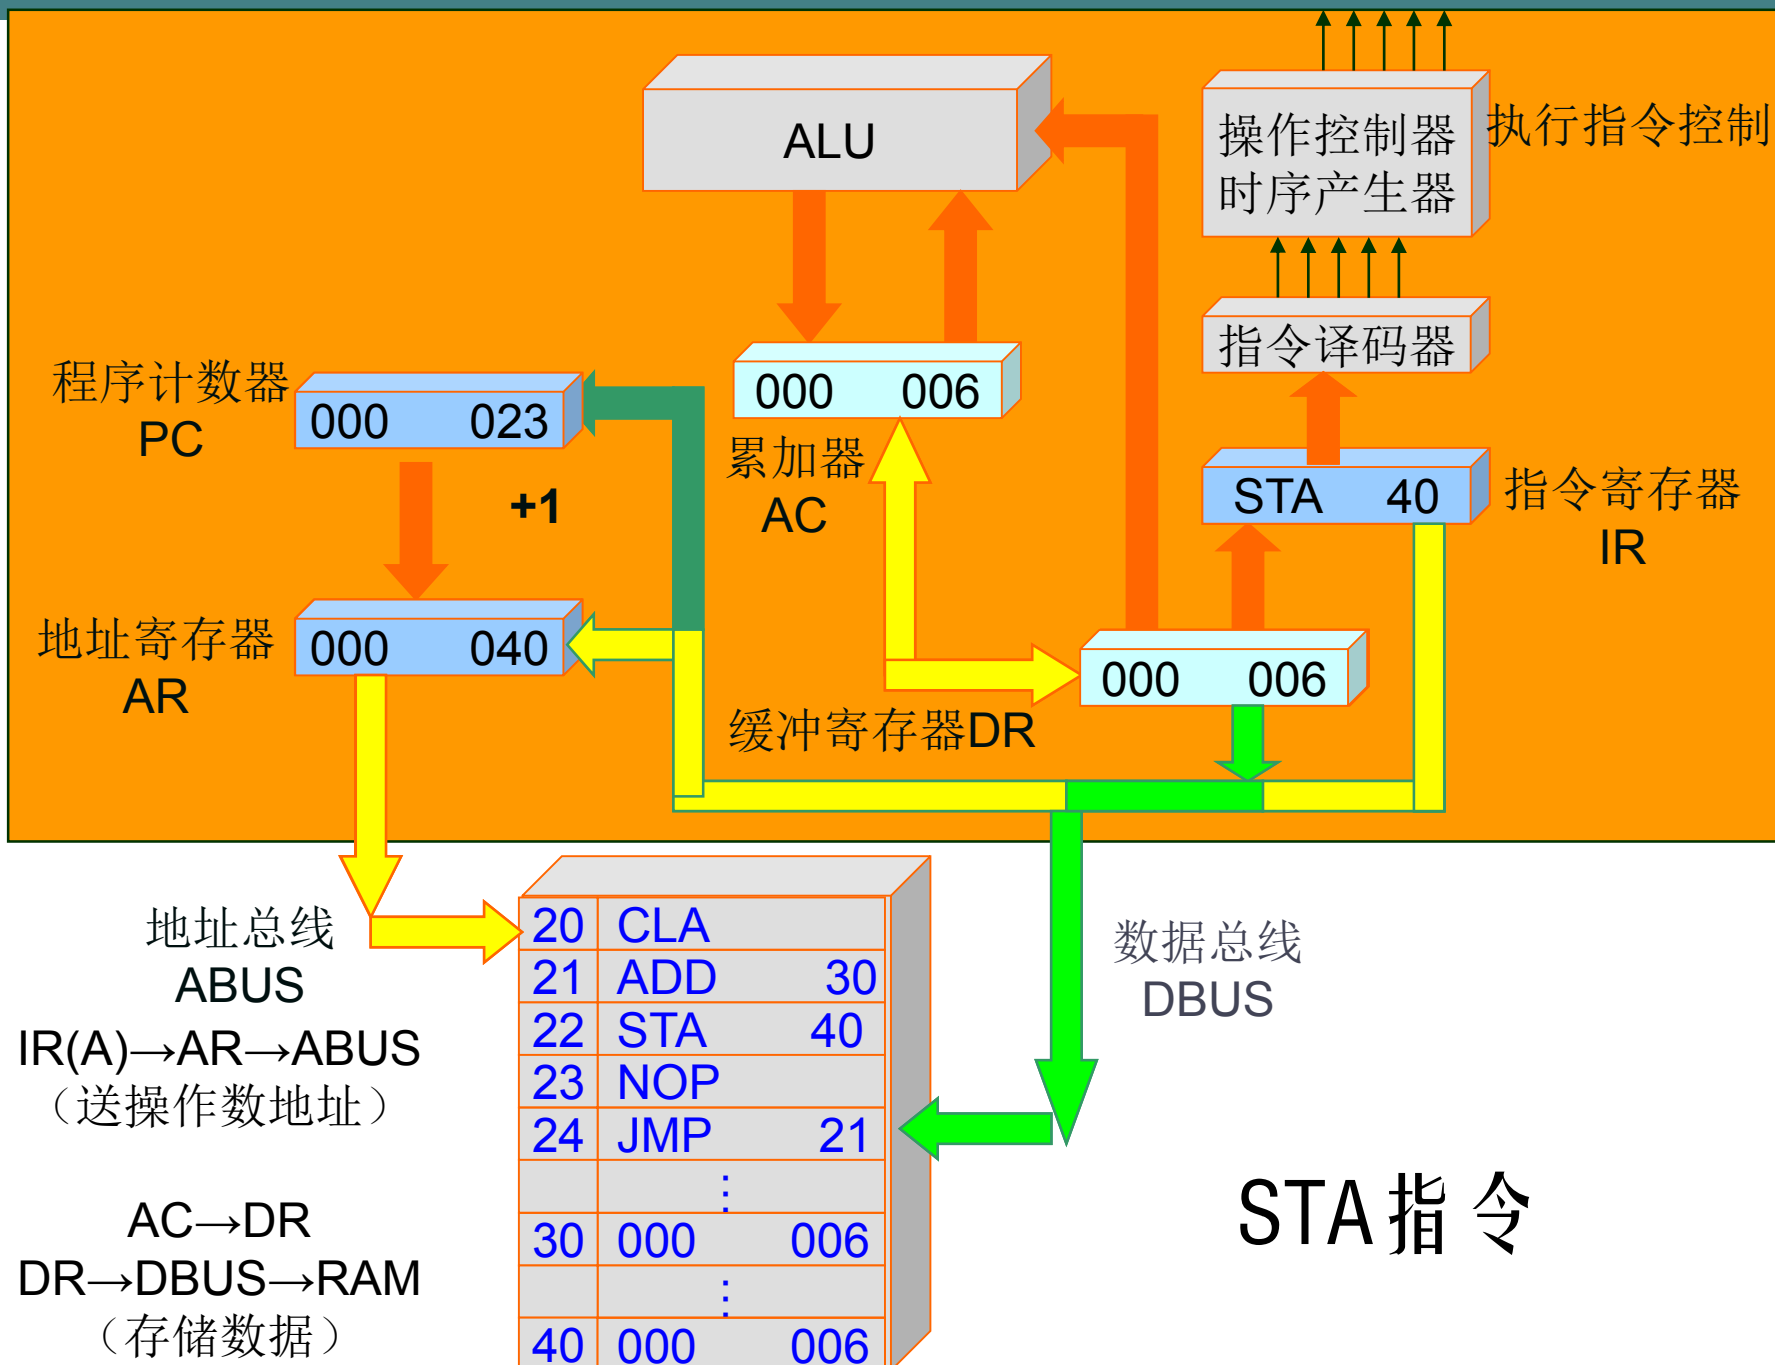 ALU
操作控制器
时序产生器
执行指令控制
指令译码器
程序计数器
PC
000 023
000 006
累加器
AC
+1
STA 40
指令寄存器
IR
地址寄存器
AR
000 040
000 006
缓冲寄存器DR
地址总线
ABUS
IR(A)→AR→ABUS
（送操作数地址）
AC→DR
DR→DBUS→RAM
（存储数据）
20 CLA
21 ADD 30
22 STA 40
23 NOP
24 JMP 21
⋮
30 000 006
⋮
40 000 006
数据总线
DBUS
STA指令